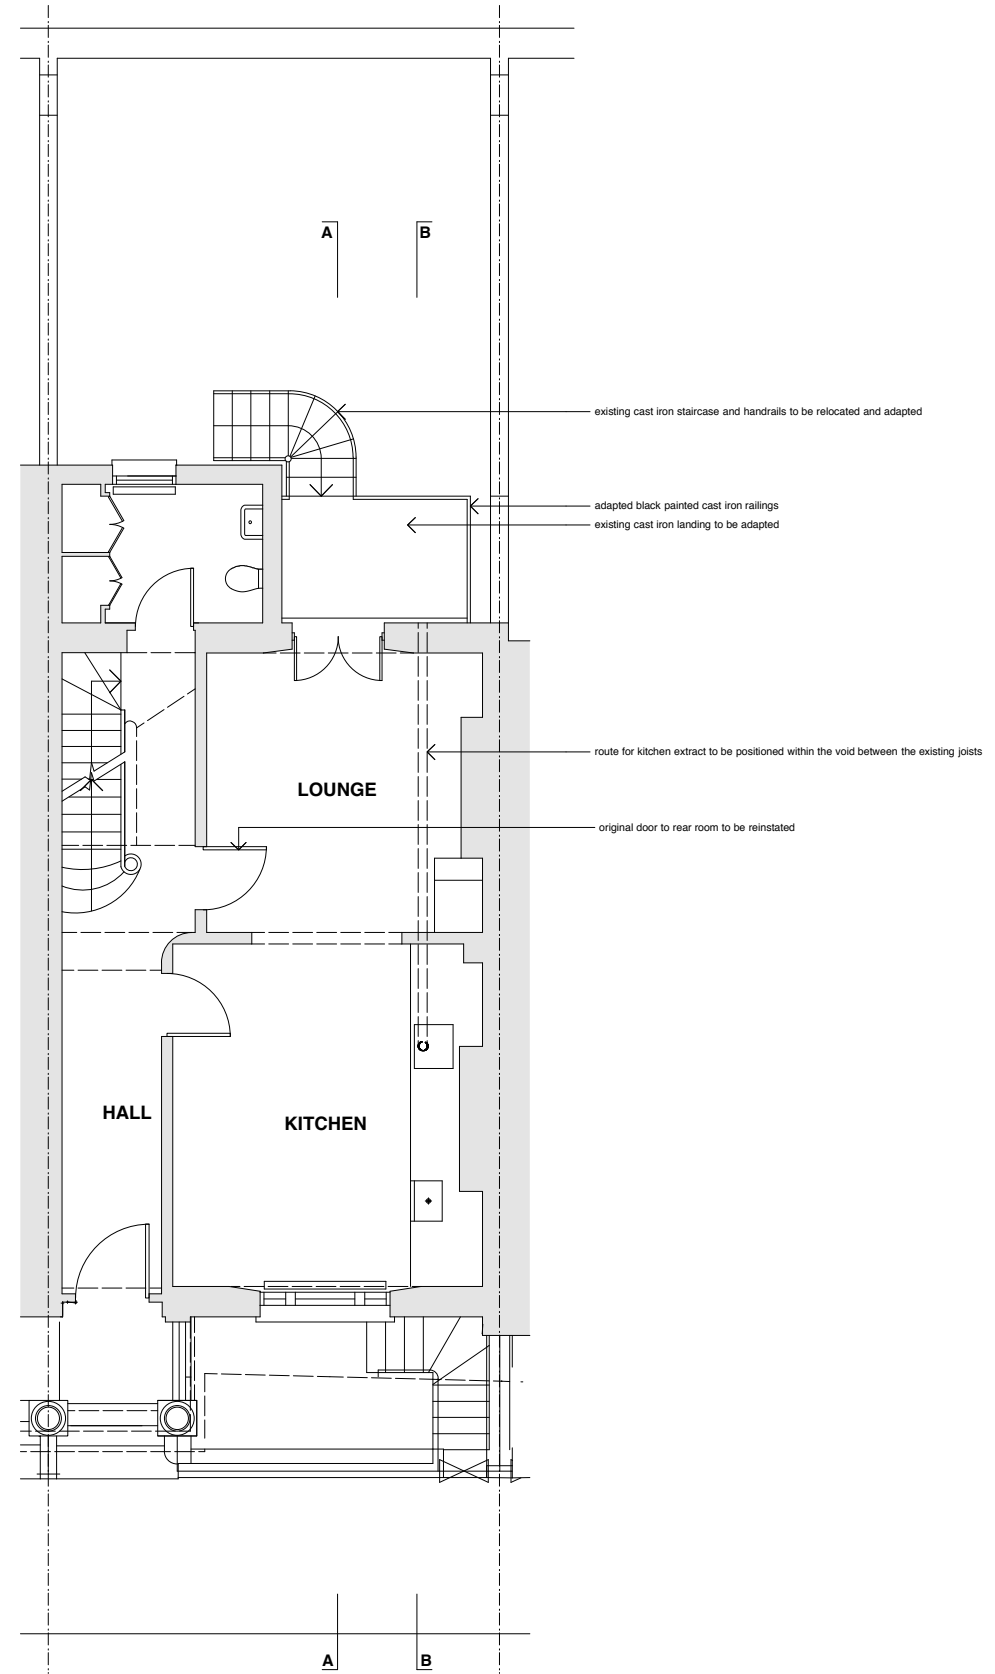 A
B
existing cast iron staircase and handrails to be relocated and adapted
adapted black painted cast iron railings
existing cast iron landing to be adapted
route for kitchen extract to be positioned within the void between the existing joists
LOUNGE
original door to rear room to be reinstated
HALL
KITCHEN
A
B